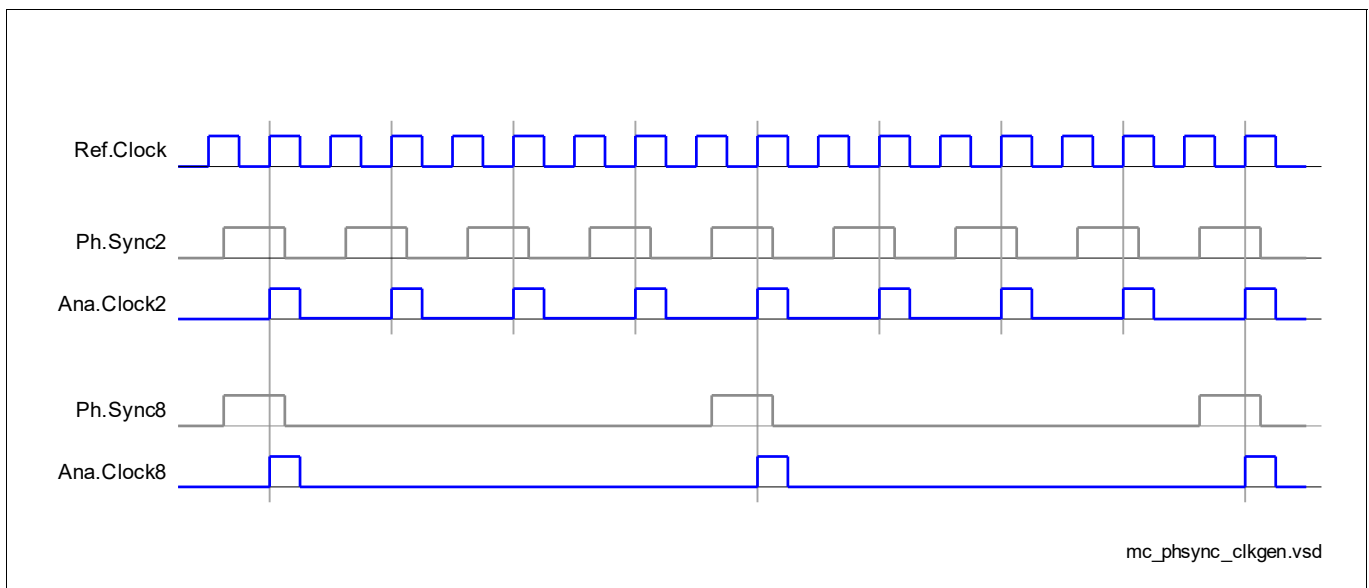 Ref.Clock
Ph.Sync2
Ana.Clock2
Ph.Sync8
Ana.Clock8
mc_phsync_clkgen.vsd